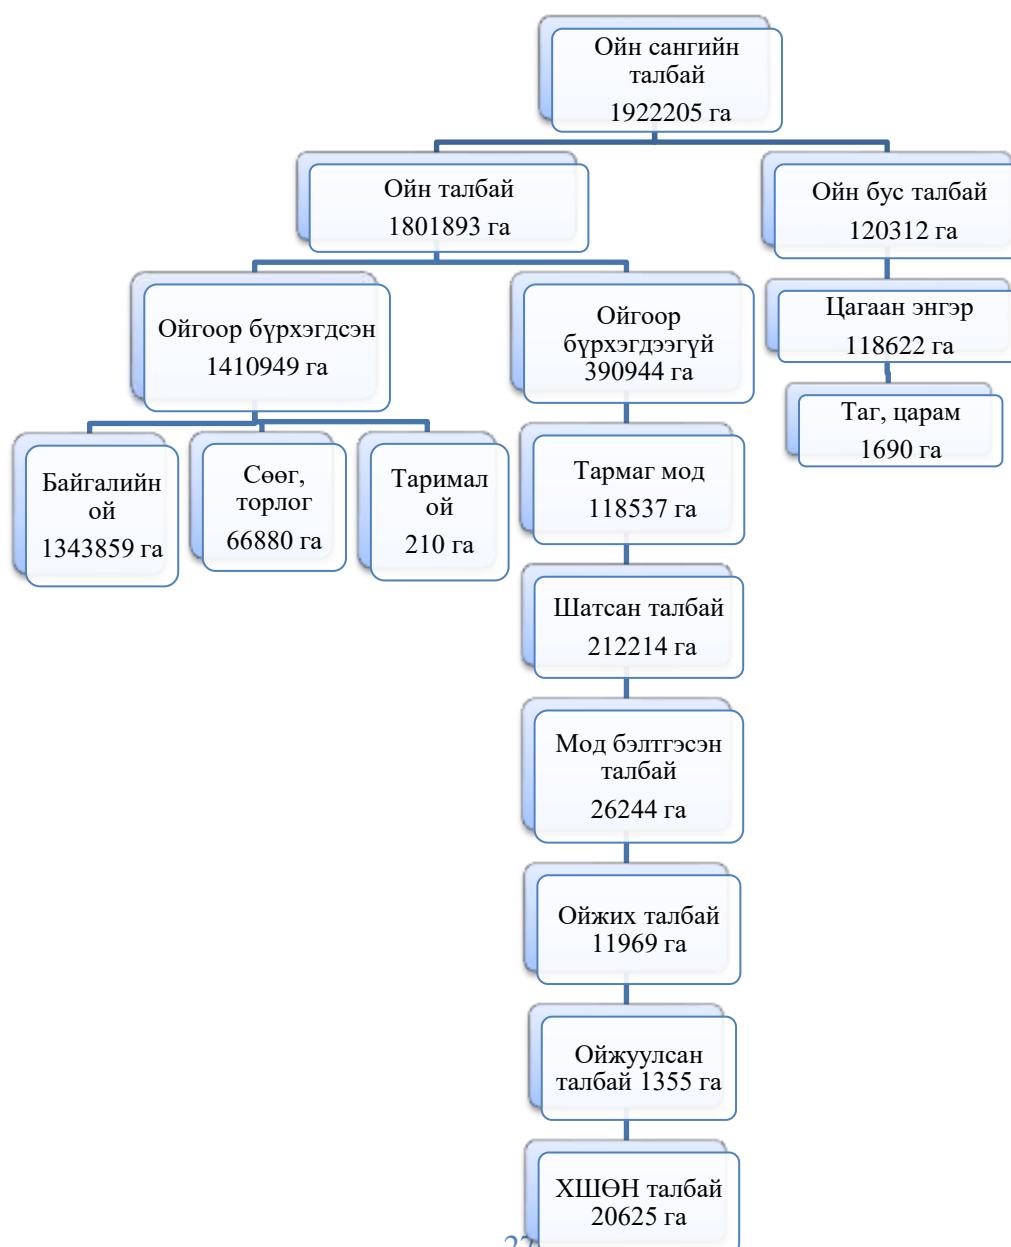 Ойн сангийн
талбай
1922205 га
Ойн талбай
1801893 га
Ойн бус талбай
120312 га
Ойгоор бүрхэгдсэн
1410949 га
Ойгоор
бүрхэгдээгүй
390944 га
Цагаан энгэр
118622 га
Таг, царам
1690 га
Байгалийн
ой
1343859 га
Сөөг,
торлог
66880 га
Таримал
ой
210 га
Тармаг мод
118537 га
Шатсан талбай
212214 га
Мод бэлтгэсэн
талбай
26244 га
Ойжих талбай
11969 га
Ойжуулсан
талбай 1355 га
ХШӨН талбай
20625 га